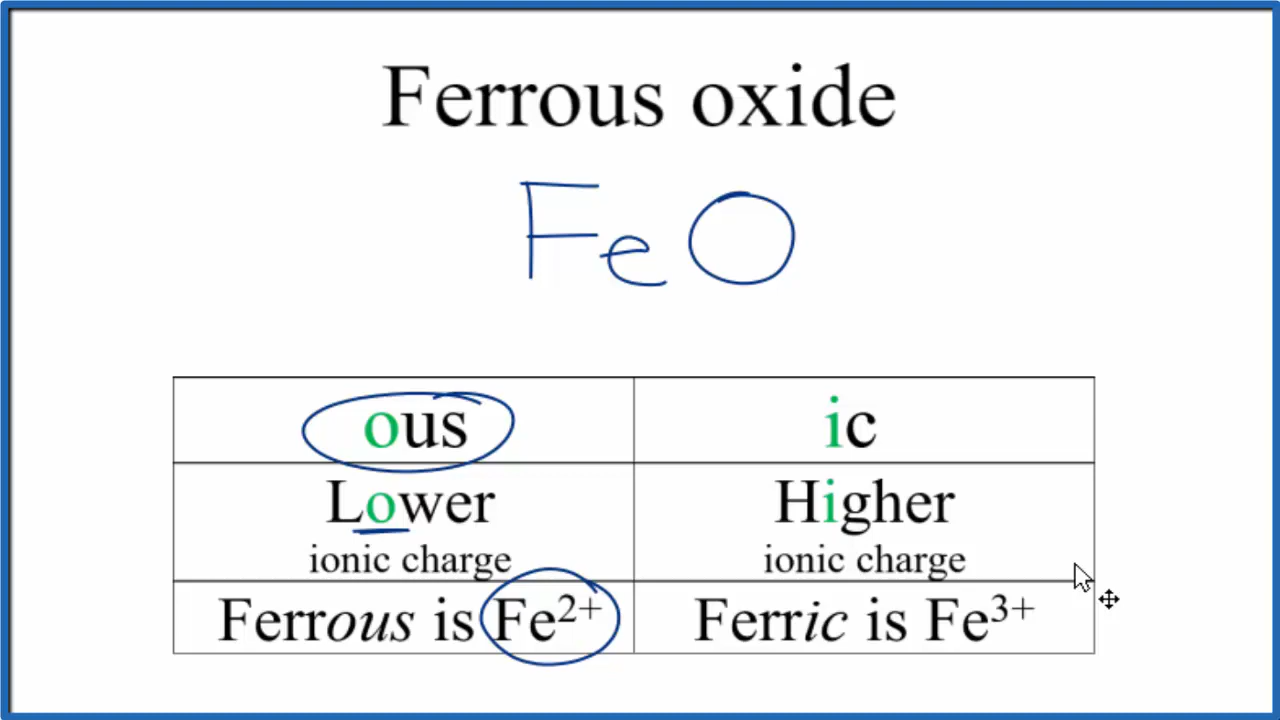 Ferrous oxide
FeO
ous
ic
Lower
Higher
ionic charge
ionic charge
Ferrous is Fe²⁺
Ferric is Fe³⁺